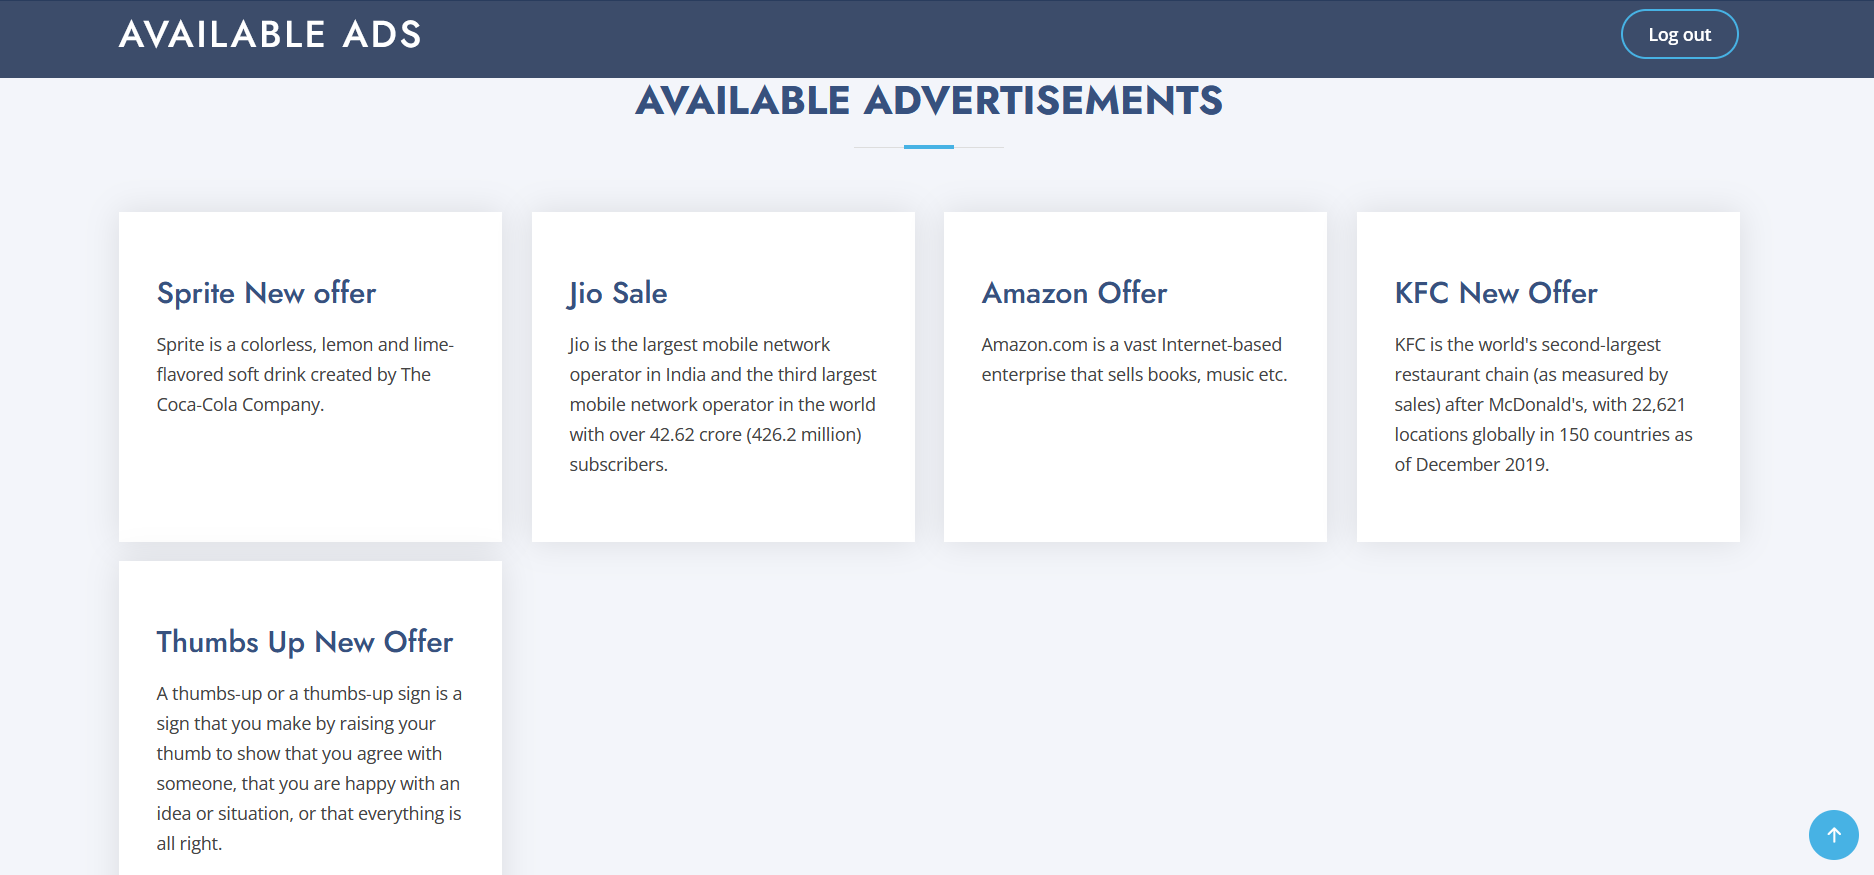 AVAILABLE ADS
Log out
AVAILABLE ADVERTISEMENTS
Sprite New offer
Sprite is a colorless, lemon and lime-
flavored soft drink created by The
Coca-Cola Company.
Jio Sale
Jio is the largest mobile network
operator in India and the third largest
mobile network operator in the world
with over 42.62 crore (426.2 million)
subscribers.
Amazon Offer
Amazon.com is a vast Internet-based
enterprise that sells books, music etc.
KFC New Offer
KFC is the world's second-largest
restaurant chain (as measured by
sales) after McDonald's, with 22,621
locations globally in 150 countries as
of December 2019.
Thumbs Up New Offer
A thumbs-up or a thumbs-up sign is a
sign that you make by raising your
thumb to show that you agree with
someone, that you are happy with an
idea or situation, or that everything is
all right.